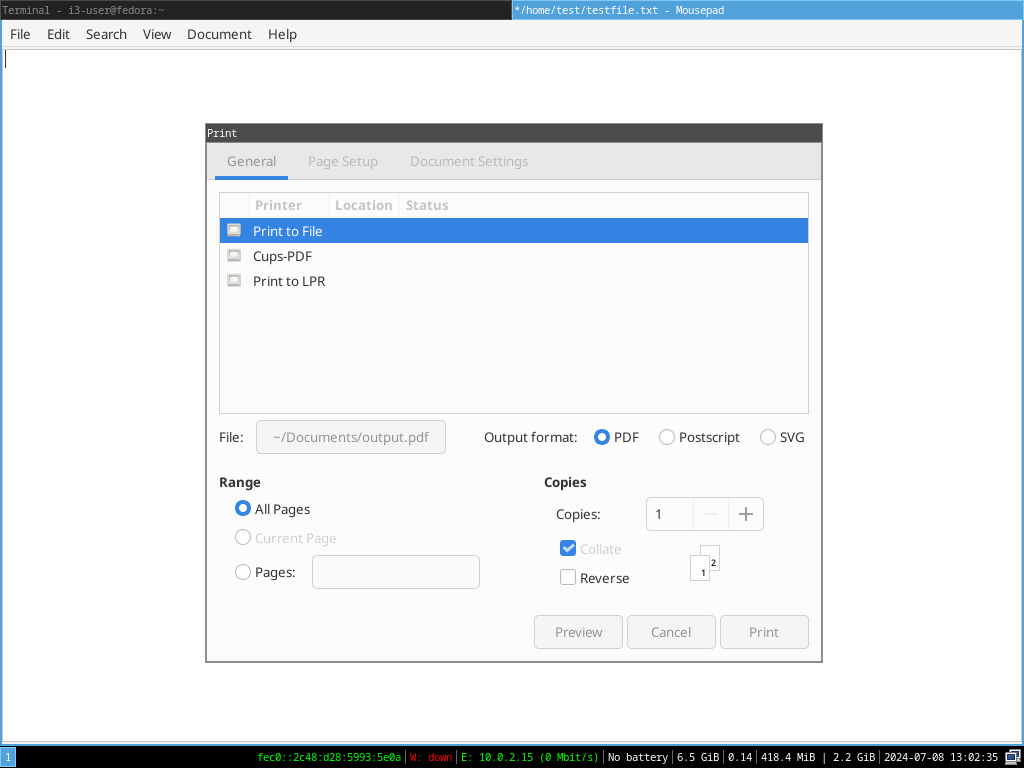 Terminal - i3-user@fedora:~ */home/test/testfile.txt - Mousepad
File Edit Search View Document Help
Print
General Page Setup Document Settings
Printer Location Status
Print to File
Cups-PDF
Print to LPR
File: ~/Documents/output.pdf Output format: PDF Postscript SVG
Range Copies
All Pages Copies: 1
Current Page Collate
Pages: Reverse
1 2
Preview Cancel Print
1 fec0::2c48:d28:5993:5e0a W: down E: 10.0.2.15 (0 Mbit/s) No battery 6.5 GiB 0.14 418.4 MiB | 2.2 GiB 2024-07-08 13:02:35